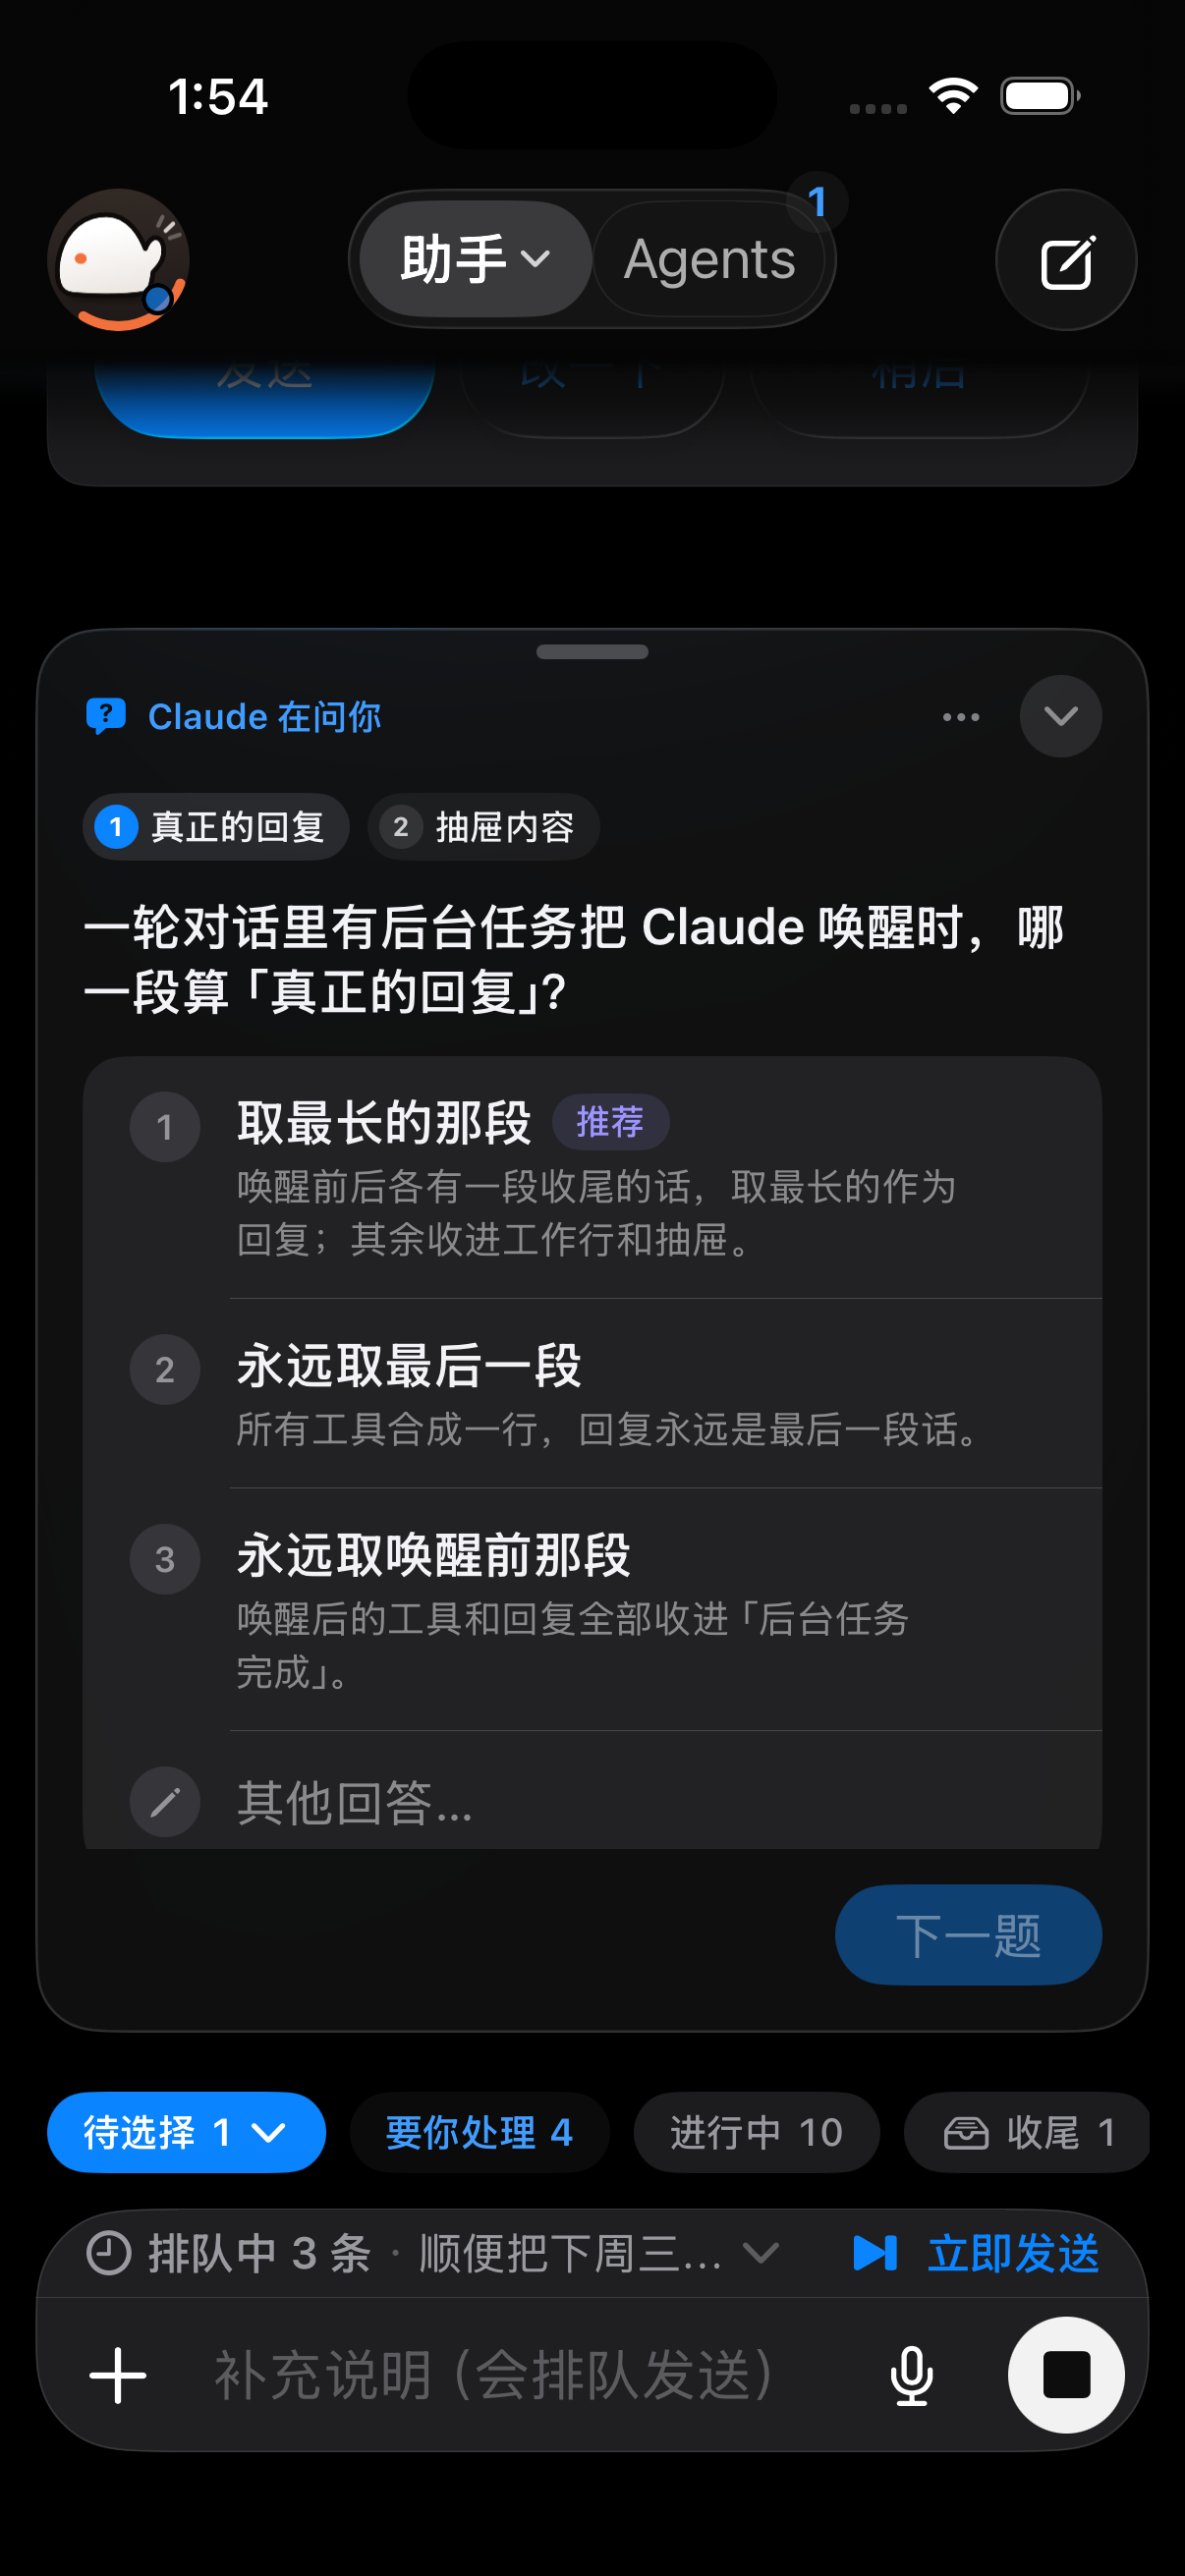 1:54
助手
Agents
1
发送
改一下
稍后
Claude 在问你
1 真正的回复
2 抽屉内容
一轮对话里有后台任务把 Claude 唤醒时，哪
一段算「真正的回复」?
1
取最长的那段
推荐
唤醒前后各有一段收尾的话，取最长的作为
回复；其余收进工作行和抽屉。
2
永远取最后一段
所有工具合成一行，回复永远是最后一段话。
3
永远取唤醒前那段
唤醒后的工具和回复全部收进「后台任务
完成」。
其他回答...
下一题
待选择 1
要你处理 4
进行中 10
收尾 1
排队中 3 条 · 顺便把下周三...
立即发送
补充说明（会排队发送）